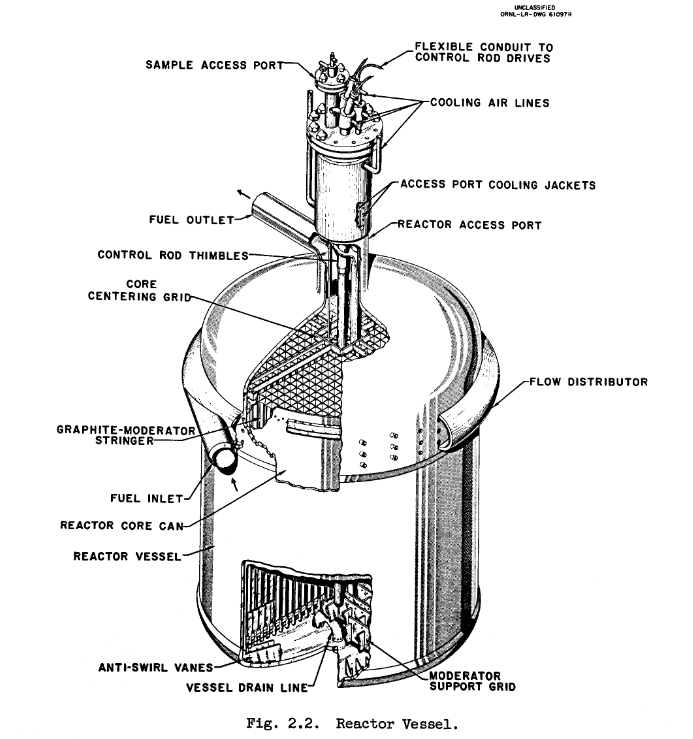 UNCLASSIFIED
ORNL-LR-DWG 61097R
FLEXIBLE CONDUIT TO
CONTROL ROD DRIVES
SAMPLE ACCESS PORT
COOLING AIR LINES
ACCESS PORT COOLING JACKETS
FUEL OUTLET
REACTOR ACCESS PORT
CONTROL ROD THIMBLES
CORE
CENTERING GRID
FLOW DISTRIBUTOR
GRAPHITE-MODERATOR
STRINGER
FUEL INLET
REACTOR CORE CAN
REACTOR VESSEL
ANTI-SWIRL VANES
VESSEL DRAIN LINE
MODERATOR
SUPPORT GRID
Fig. 2.2. Reactor Vessel.